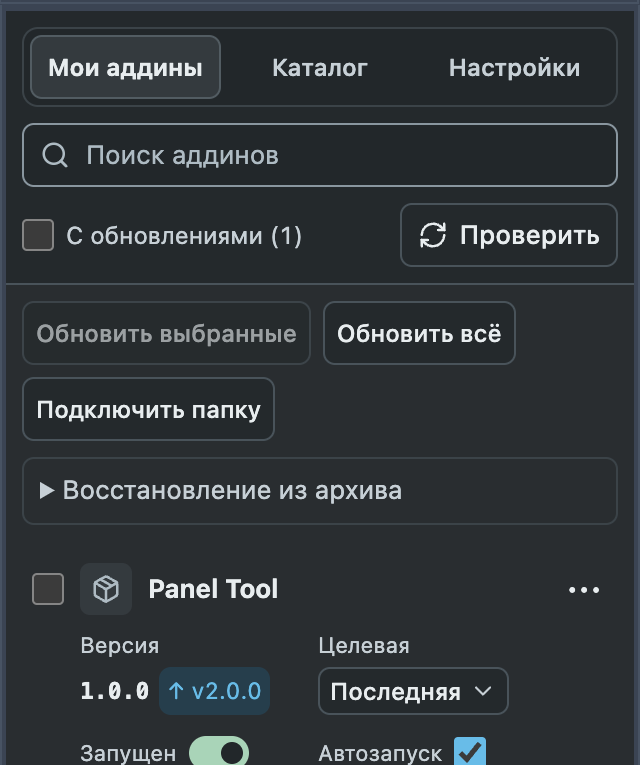 Мои аддины Каталог Настройки
Поиск аддинов
С обновлениями (1) Проверить
Обновить выбранные Обновить всё
Подключить папку
Восстановление из архива
Panel Tool
Версия Целевая
1.0.0 ↑ v2.0.0 Последняя
Запущен Автозапуск